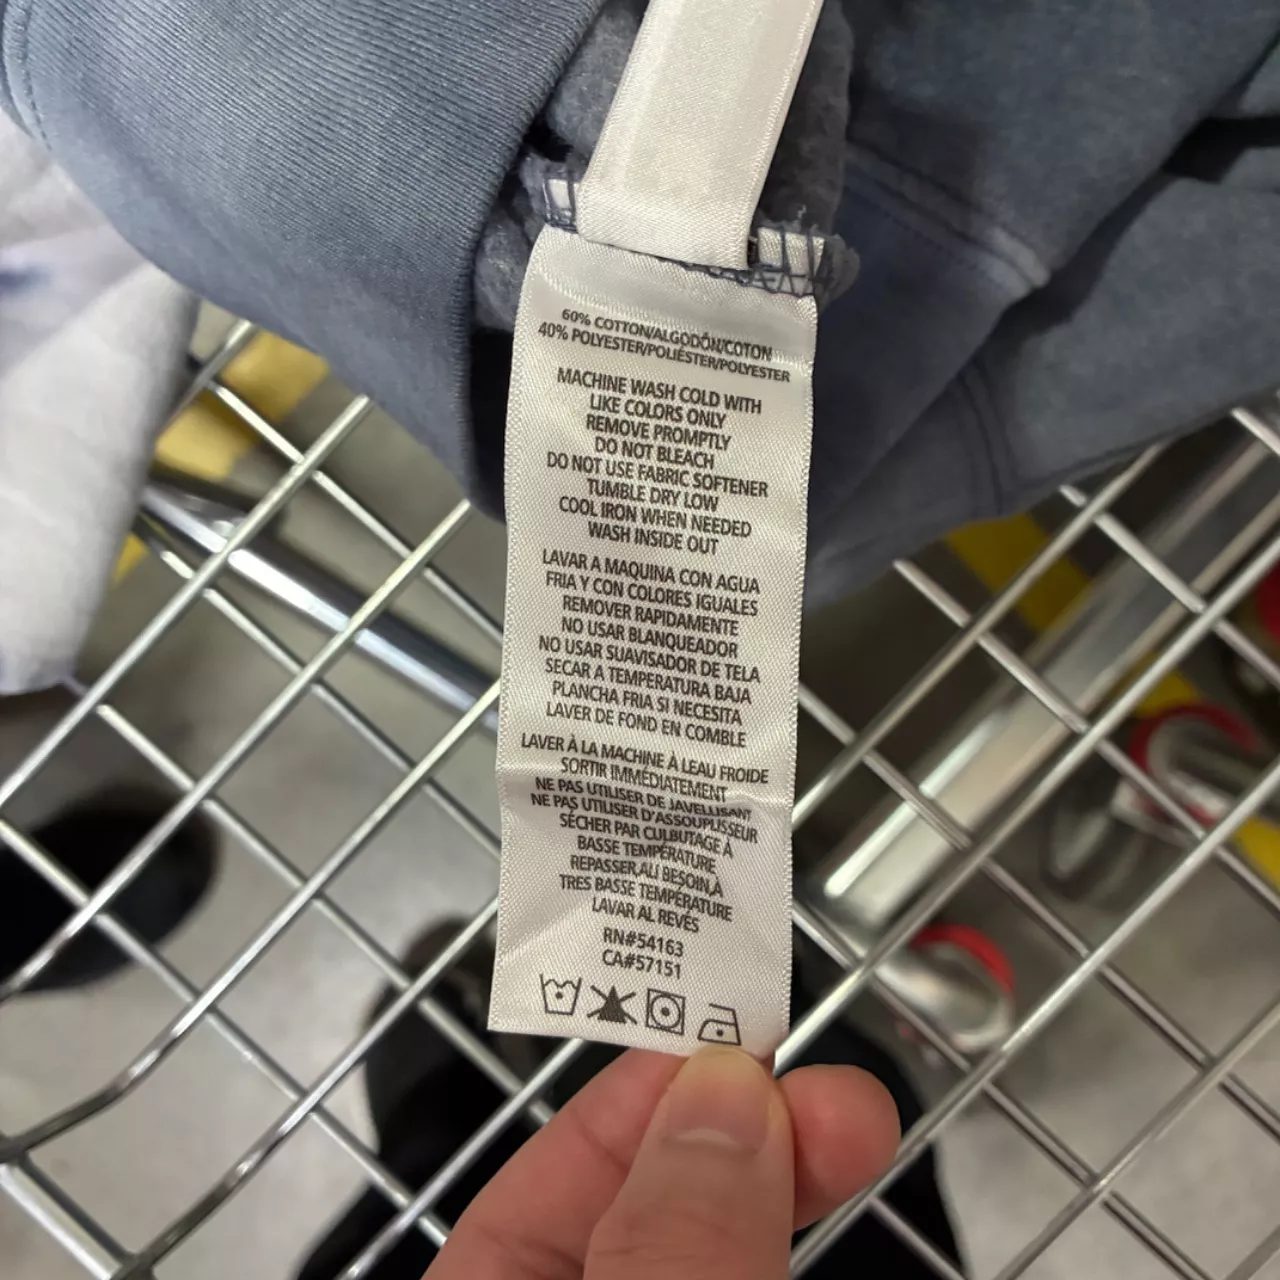 60% COTTON/ALGODÓN/COTON
40% POLYESTER/POLIÉSTER/POLYESTER
MACHINE WASH COLD WITH
LIKE COLORS ONLY
REMOVE PROMPTLY
DO NOT BLEACH
DO NOT USE FABRIC SOFTENER
TUMBLE DRY LOW
COOL IRON WHEN NEEDED
WASH INSIDE OUT
LAVAR A MAQUINA CON AGUA
FRIA Y CON COLORES IGUALES
REMOVER RAPIDAMENTE
NO USAR BLANQUEADOR
NO USAR SUAVISADOR DE TELA
SECAR A TEMPERATURA BAJA
PLANCHA FRIA SI NECESITA
LAVER DE FOND EN COMBLE
LAVER À LA MACHINE À LEAU FROIDE
SORTIR IMMÉDIATEMENT
NE PAS UTILISER DE JAVELLISANT
NE PAS UTILISER D'ASSOUPLISSEUR
SÉCHER PAR CULBUTAGE À
BASSE TEMPÉRATURE
REPASSER AU BESOIN À
TRES BASSE TEMPÉRATURE
LAVAR AL REVÉS
RN#54163
CA#57151